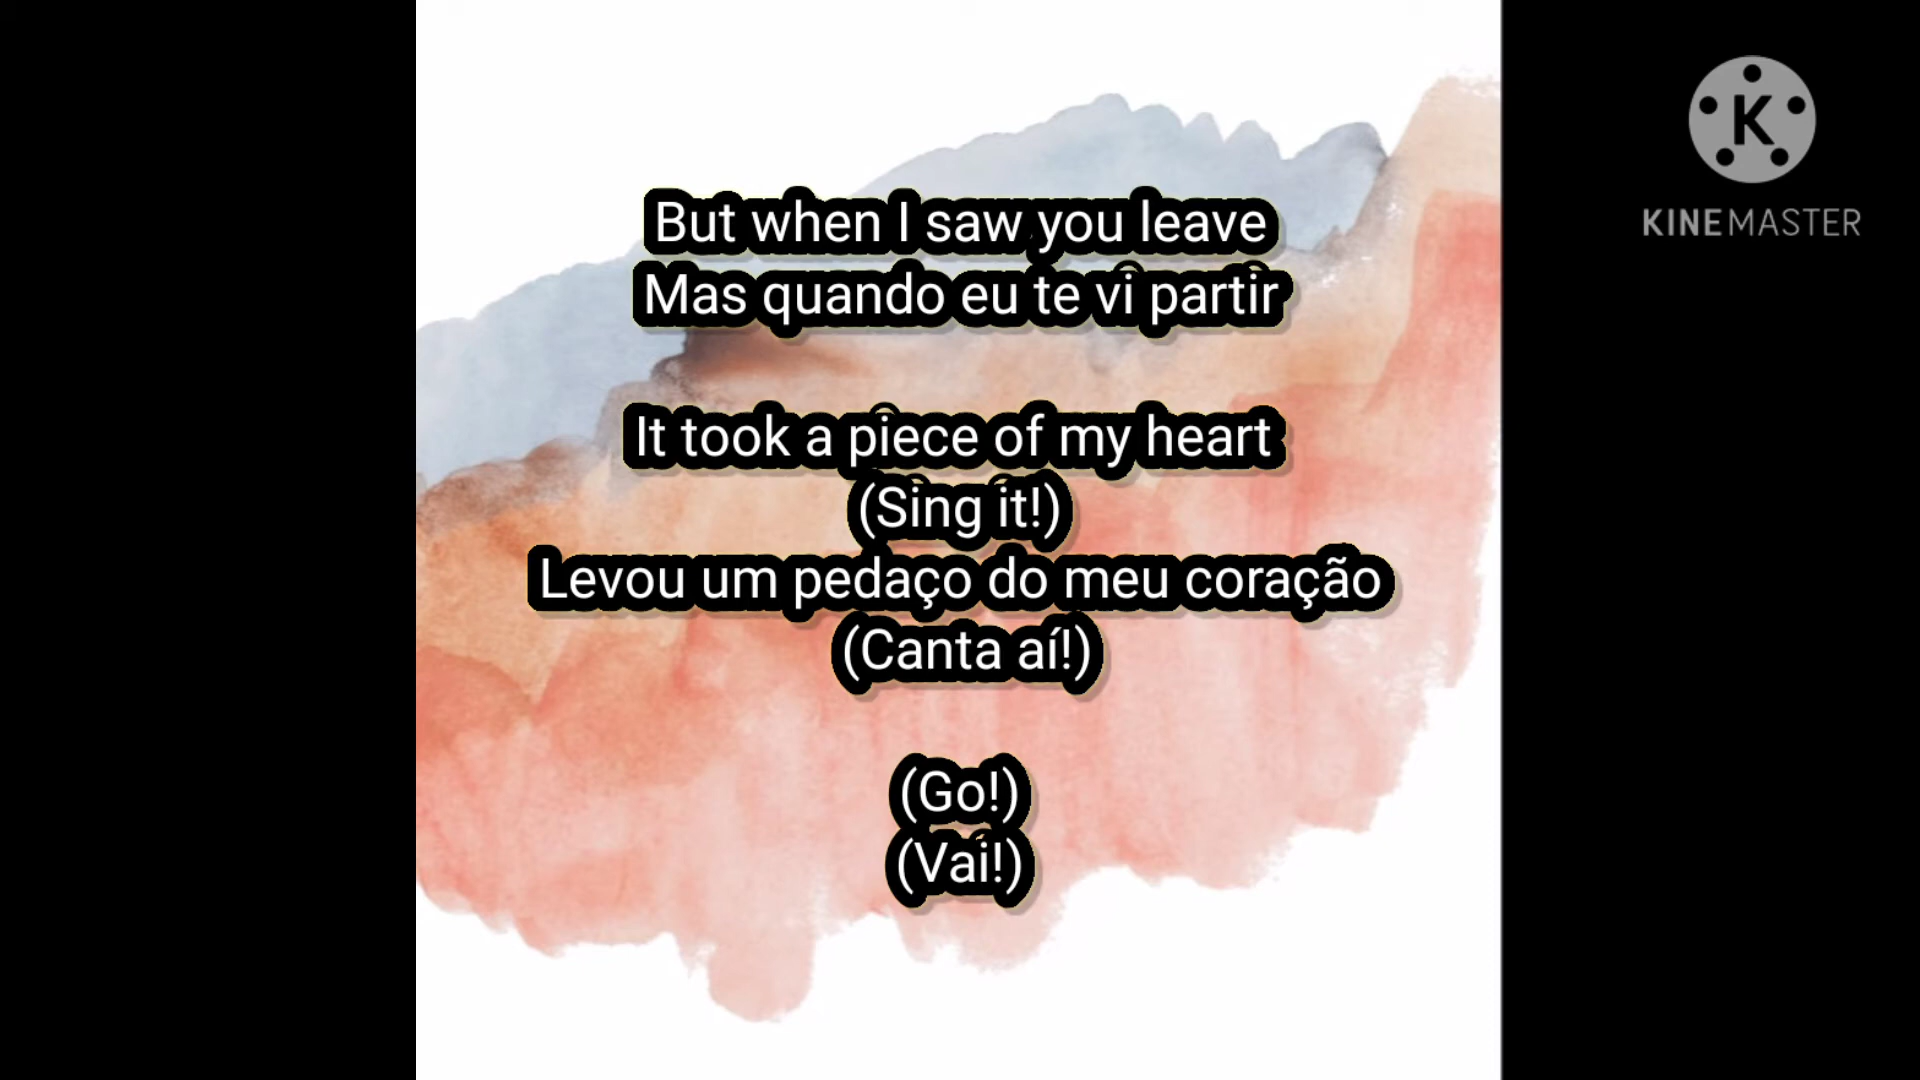 But when I saw you leave
Mas quando eu te vi partir
It took a piece of my heart
(Sing it!)
Levou um pedaço do meu coração
(Canta aí!)
(Go!)
(Vai!)
K
KINEMASTER